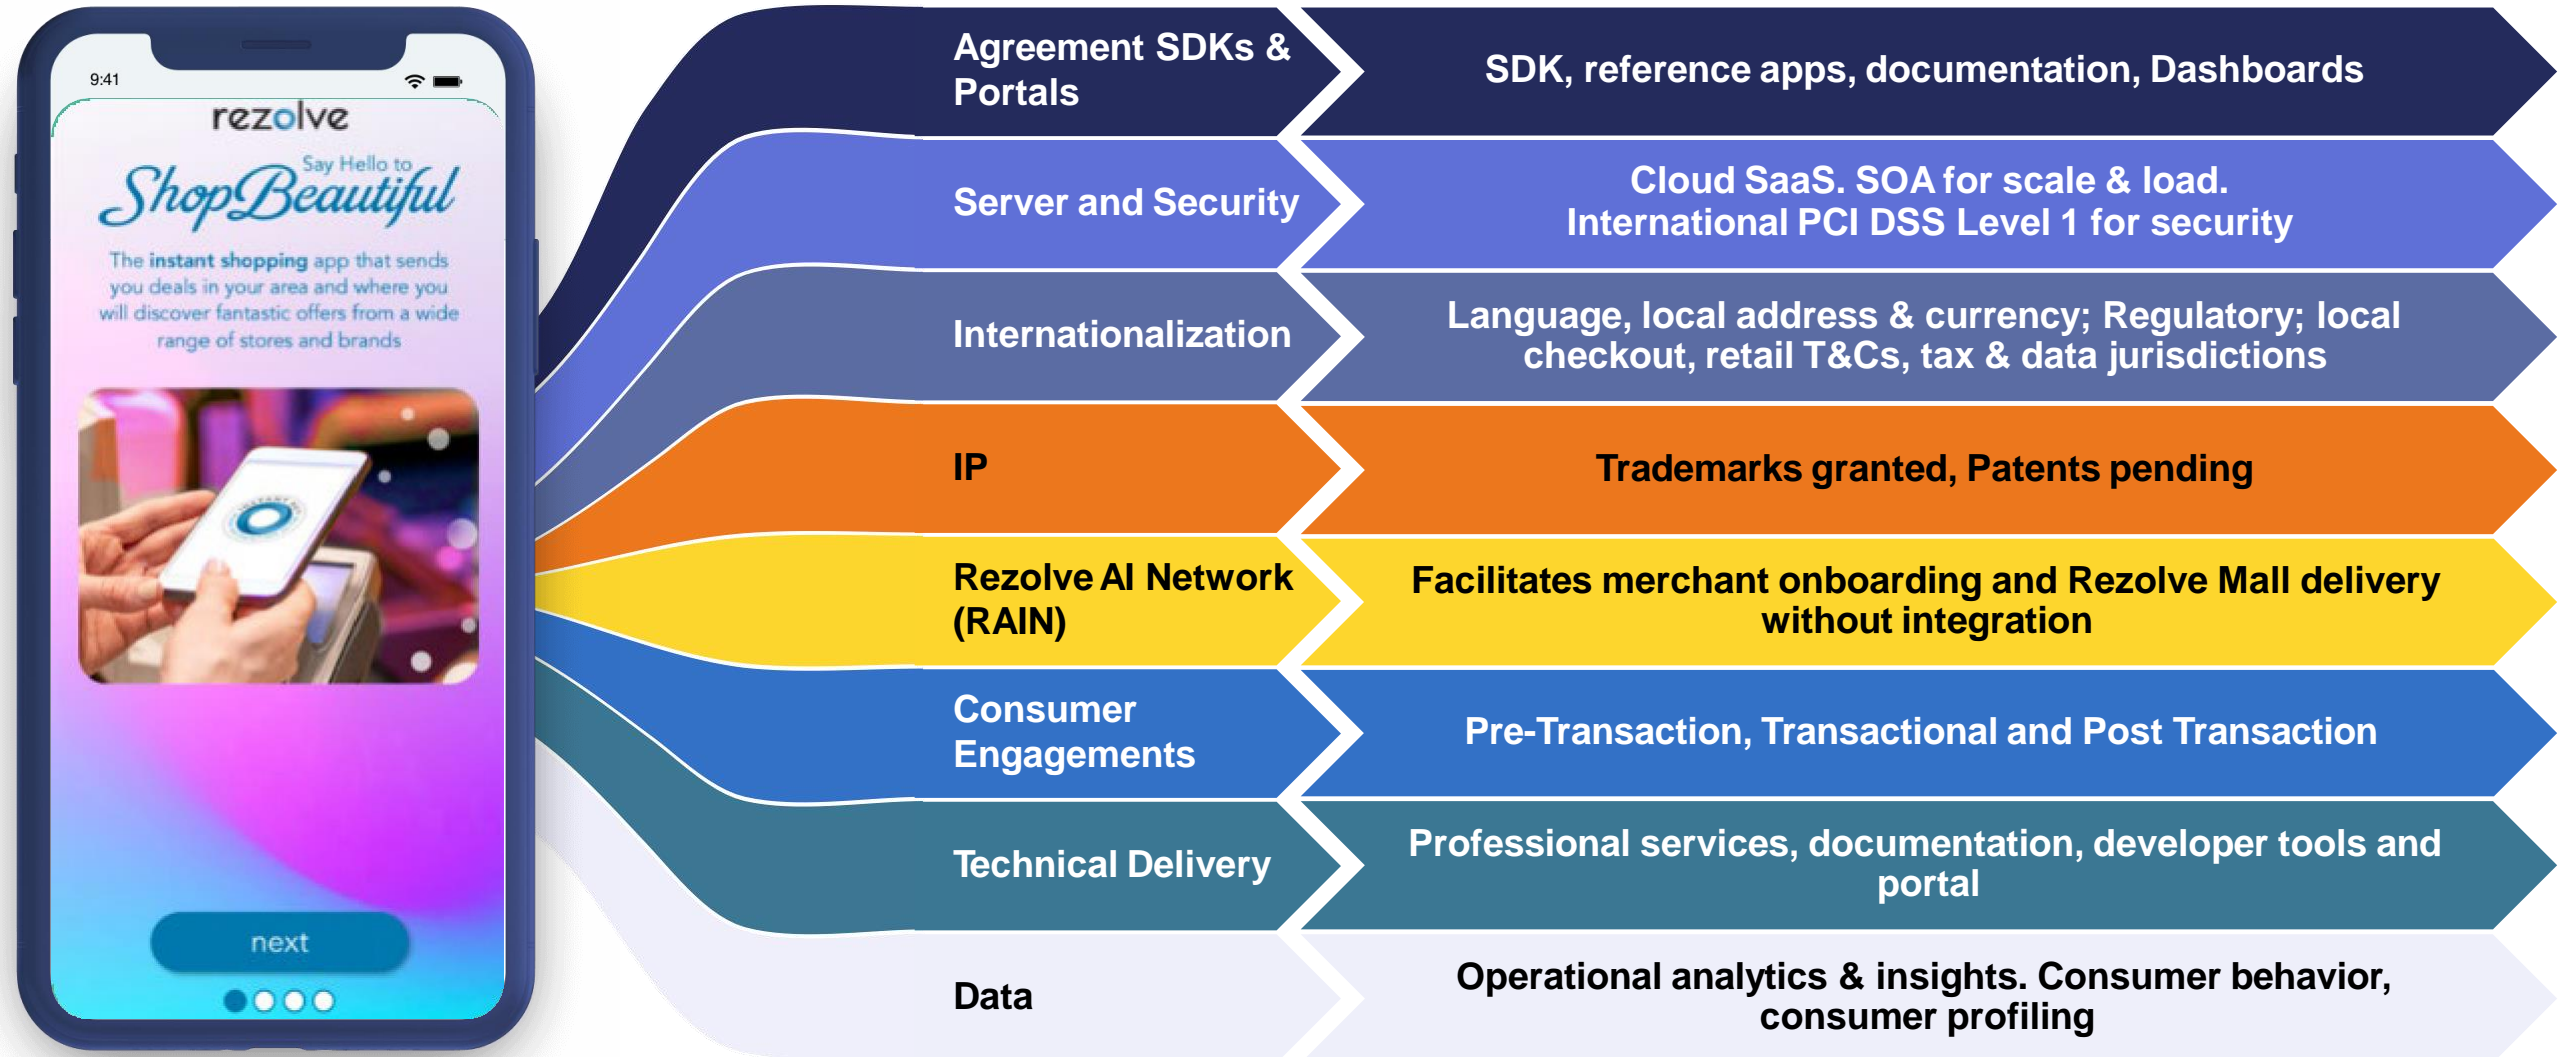 9:41
rezolve
Say Hello to
ShopBeautiful
The instant shopping app that sends
you deals in your area and where you
will discover fantastic offers from a wide
range of stores and brands
next
Agreement SDKs &
Portals
SDK, reference apps, documentation, Dashboards
Server and Security
Cloud SaaS. SOA for scale & load.
International PCI DSS Level 1 for security
Internationalization
Language, local address & currency; Regulatory; local
checkout, retail T&Cs, tax & data jurisdictions
IP
Trademarks granted, Patents pending
Rezolve AI Network
(RAIN)
Facilitates merchant onboarding and Rezolve Mall delivery
without integration
Consumer
Engagements
Pre-Transaction, Transactional and Post Transaction
Technical Delivery
Professional services, documentation, developer tools and
portal
Data
Operational analytics & insights. Consumer behavior,
consumer profiling